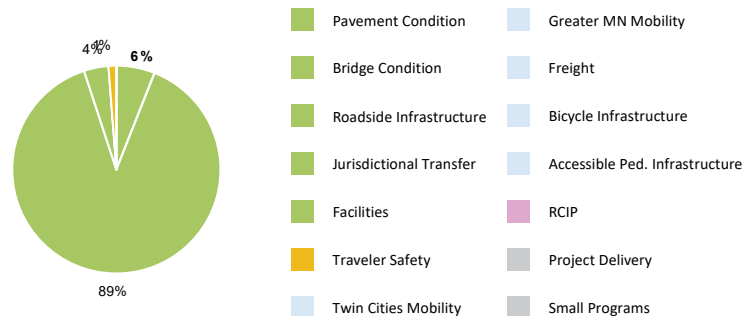 4%
6%
89%
Pavement Condition
Bridge Condition
Roadside Infrastructure
Jurisdictional Transfer
Facilities
Traveler Safety
Twin Cities Mobility
Greater MN Mobility
Freight
Bicycle Infrastructure
Accessible Ped. Infrastructure
RCIP
Project Delivery
Small Programs